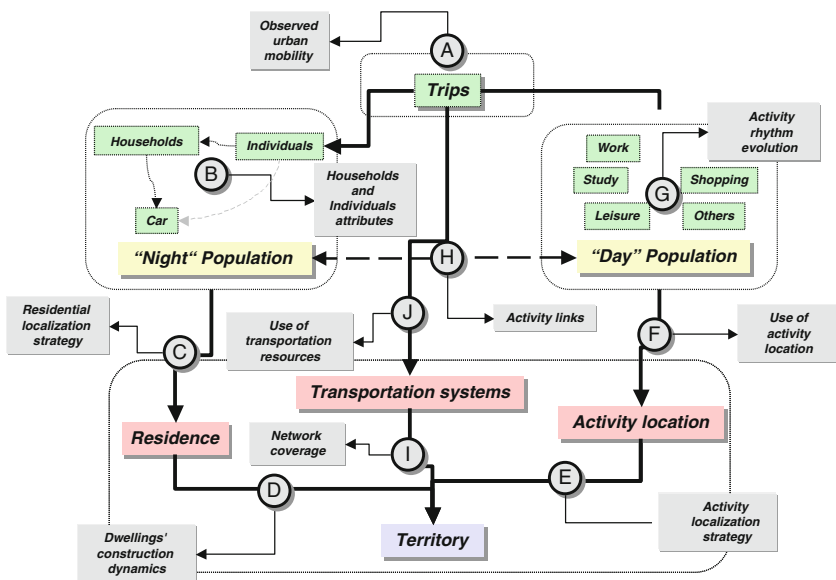 Observed
urban
mobility
A
Trips
Activity
rhythm
evolution
Households
Individuals
B
Car
Households
and
Individuals
attributes
Work
Study
Shopping
G
Leisure
Others
“Night“ Population
H
“Day” Population
Residential
localization
strategy
C
Use of
transportation
resources
J
Activity links
F
Use of
activity
location
Transportation systems
Residence
Activity location
Network
coverage
I
D
E
Dwellings’
construction
dynamics
Territory
Activity
localization
strategy